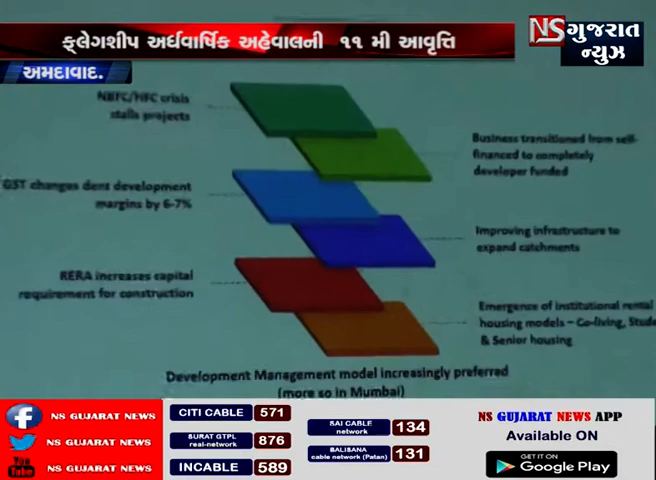 ફ્લેગશીપ અર્ધવાર્ષિક અહેવાલની ૧૧ મી આવૃત્તિ
NS ગુજરાત
ન્યુઝ
અમદાવાદ.
NBFC/HFC crisis
stalls projects
Business transitioned from self-
financed to completely
developer funded
GST changes dent development
margins by 6-7%
Improving infrastructure to
expand catchments
RERA increases capital
requirement for construction
Emergence of institutional rental
housing models – Co-living, Stude
& Senior housing
Development Management model increasingly preferred
(more so in Mumbai)
NS GUJARAT NEWS
NS GUJARAT NEWS
You Tube NS GUJARAT NEWS
CITI CABLE 571
SURAT GTPL
real-network 876
INCABLE 589
SAI CABLE
network 134
BALISANA
cable network (Patan) 131
NS GUJARAT NEWS APP
Available ON
GET IT ON
Google Play